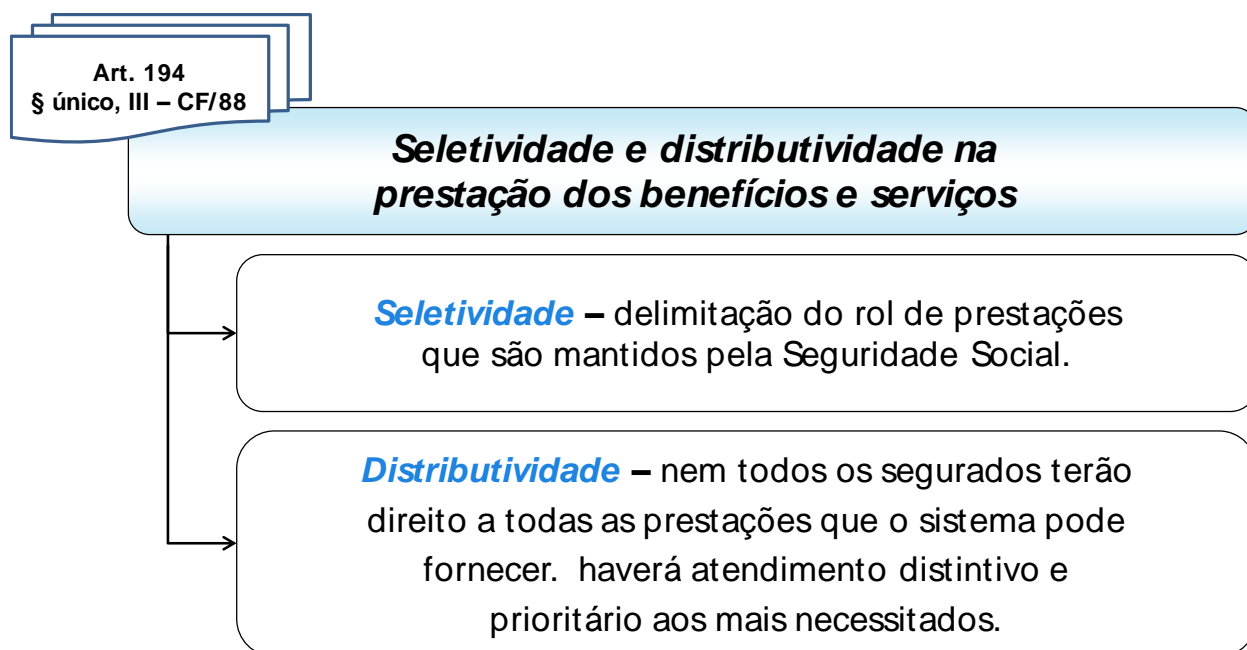 Art. 194
§ único, III – CF/88
Seletividade e distributividade na
prestação dos benefícios e serviços
Seletividade – delimitação do rol de prestações
que são mantidos pela Seguridade Social.
Distributividade – nem todos os segurados terão
direito a todas as prestações que o sistema pode
fornecer. haverá atendimento distintivo e
prioritário aos mais necessitados.